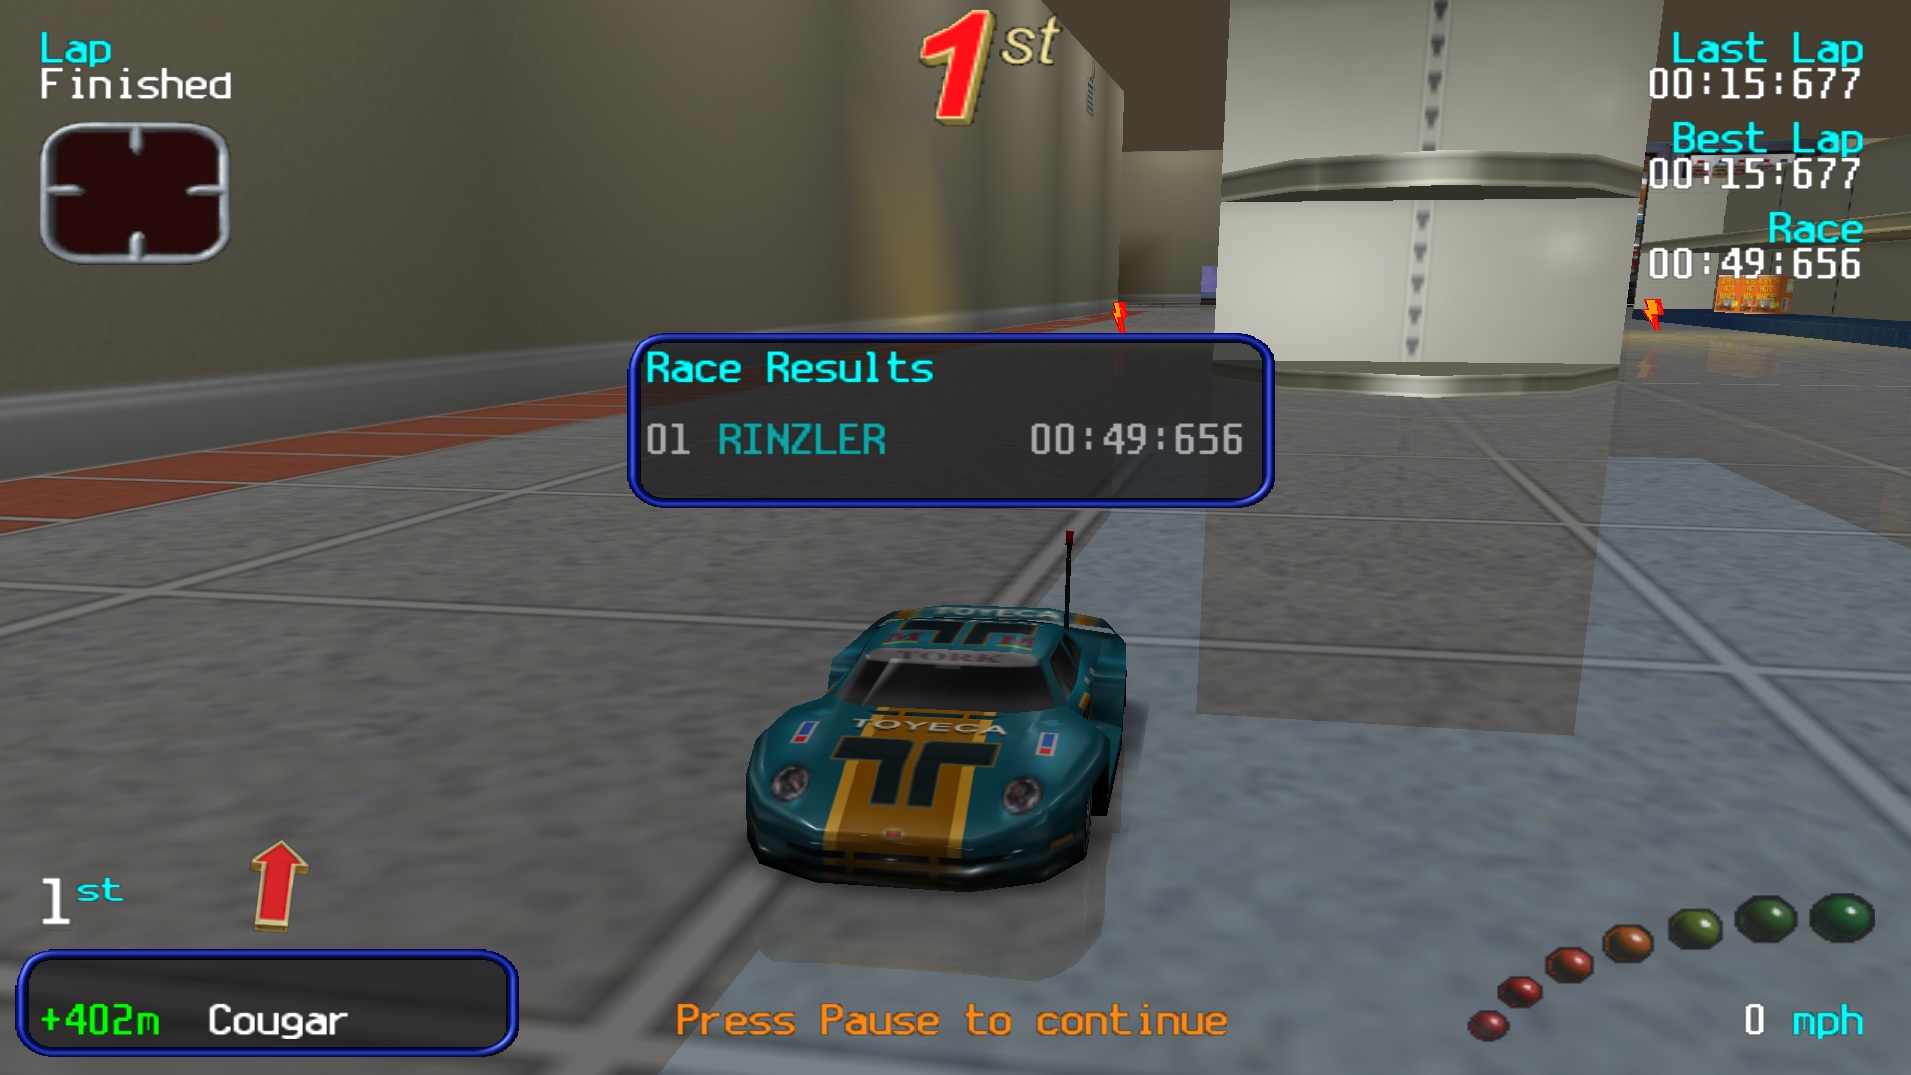 Lap
Finished
1st
Last Lap
00:15:677
Best Lap
00:15:677
Race
00:49:656
Race Results
01 RINZLER 00:49:656
TOYECA
TORK
TOYECA
1st
+402m Cougar
Press Pause to continue
0 mph